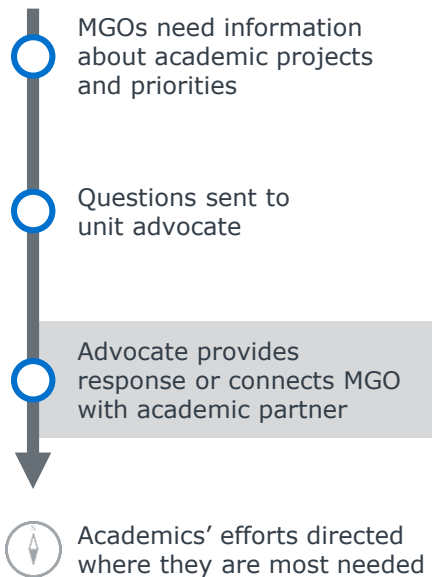 MGOs need information
about academic projects
and priorities
Questions sent to
unit advocate
Advocate provides
response or connects MGO
with academic partner
Academics’ efforts directed
where they are most needed